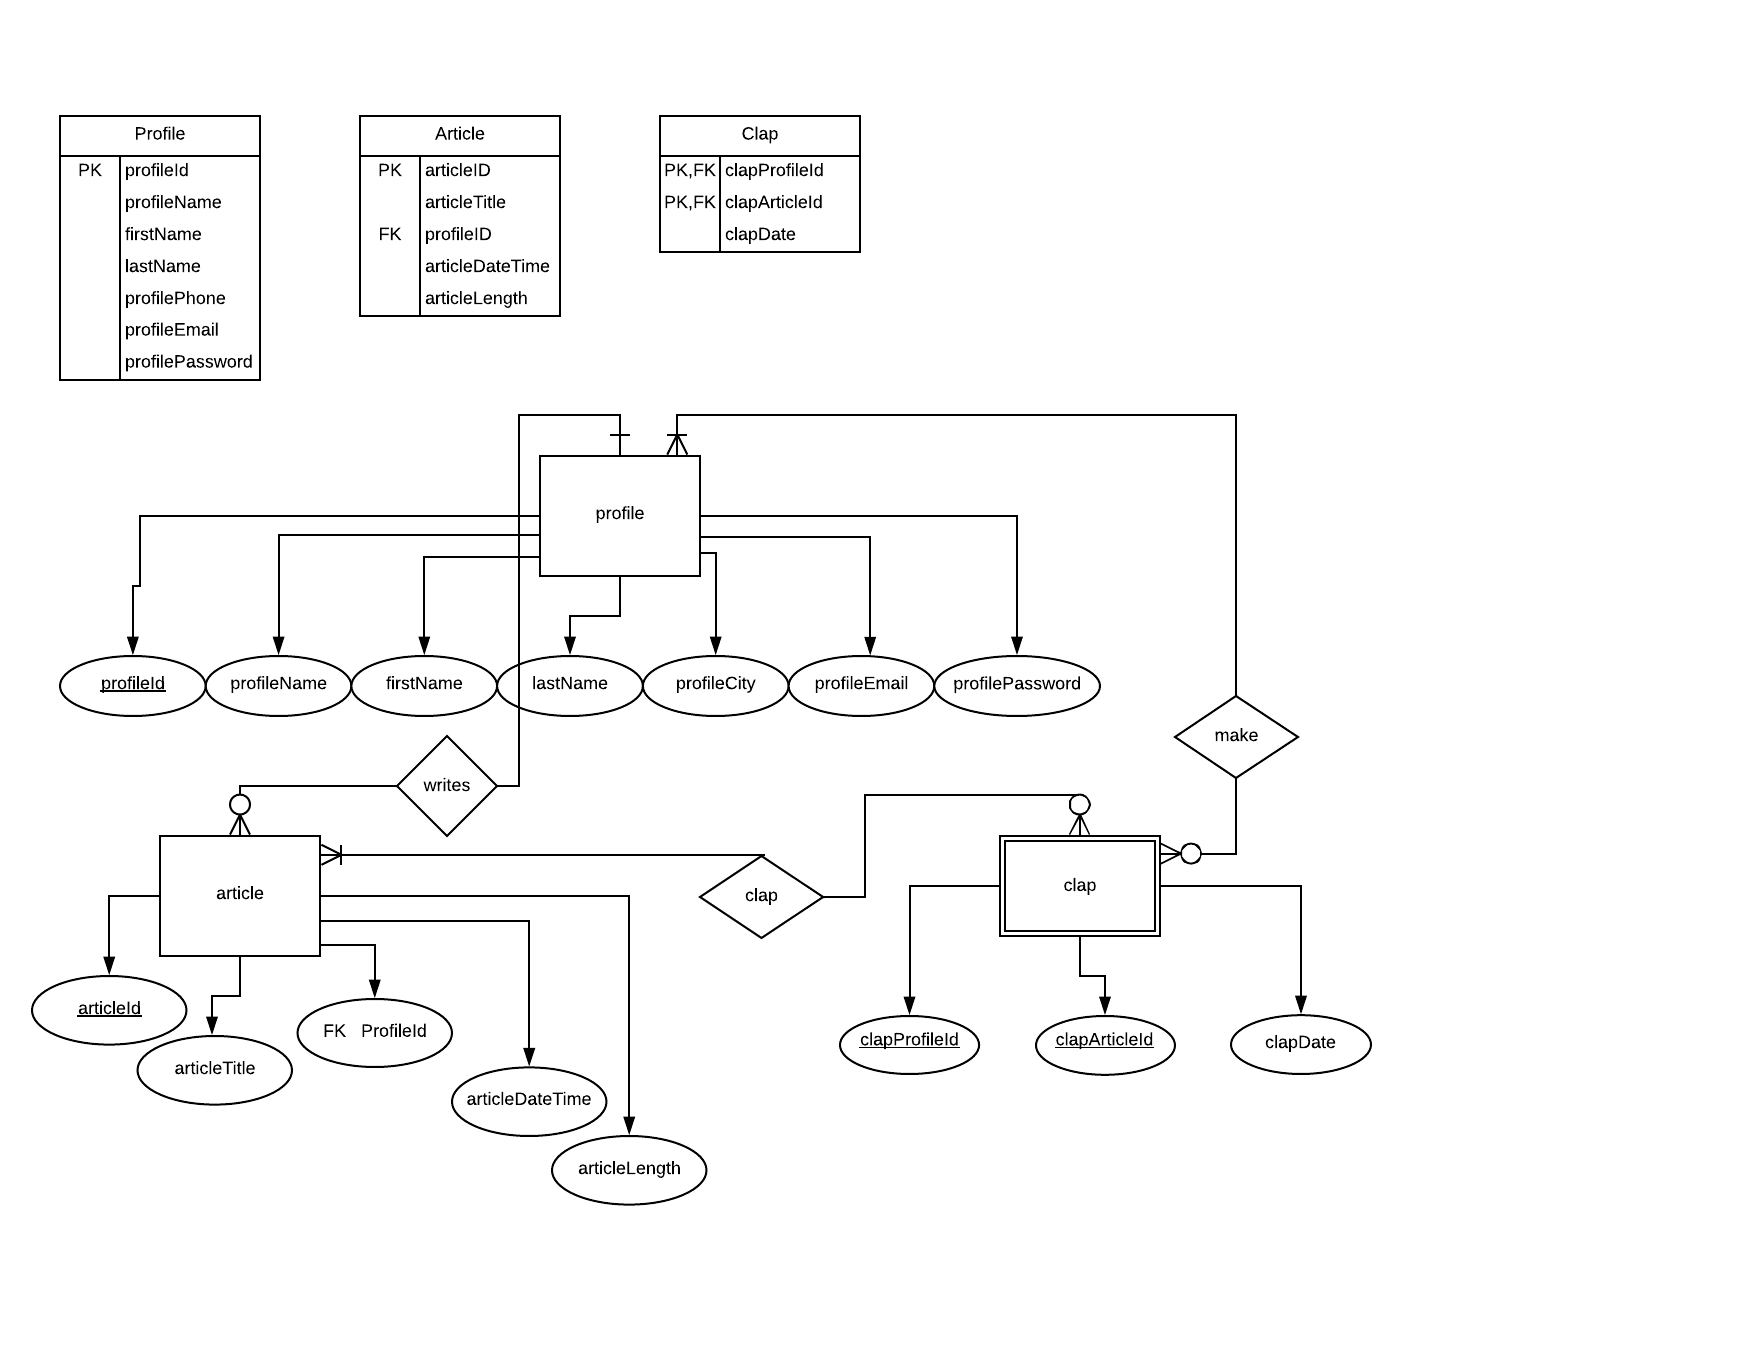 Profile
PK profileId
profileName
firstName
lastName
profilePhone
profileEmail
profilePassword
Article
PK articleID
articleTitle
FK profileID
articleDateTime
articleLength
Clap
PK,FK clapProfileId
PK,FK clapArticleId
clapDate
profile
profileId
profileName
firstName
lastName
profileCity
profileEmail
profilePassword
make
writes
article
clap
clap
articleId
articleTitle
FK ProfileId
articleDateTime
articleLength
clapProfileId
clapArticleId
clapDate